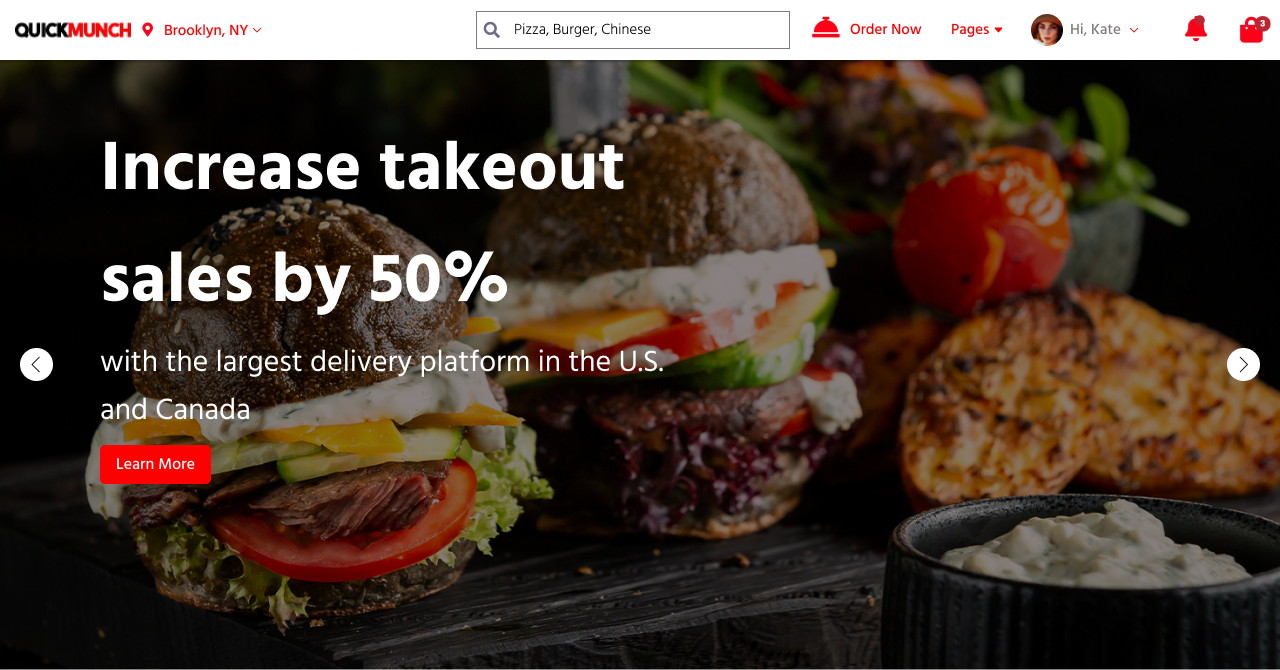 QUICKMUNCH
Brooklyn, NY
Pizza, Burger, Chinese
Order Now
Pages
Hi, Kate
3
Increase takeout
sales by 50%
with the largest delivery platform in the U.S.
and Canada
Learn More